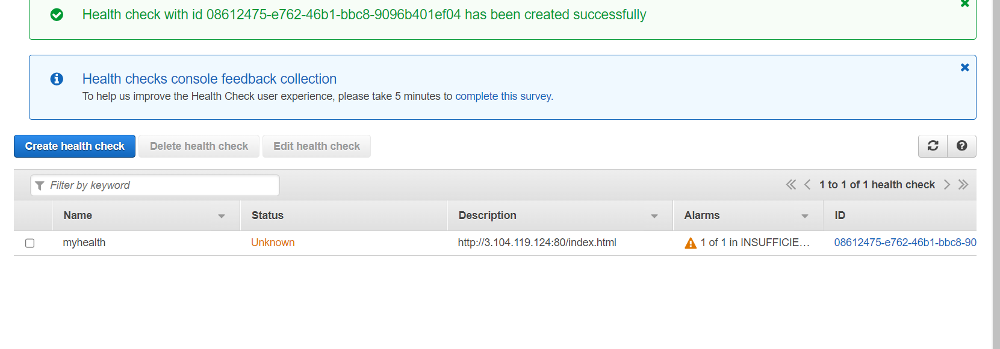 Health check with id 08612475-e762-46b1-bbc8-9096b401ef04 has been created successfully
Health checks console feedback collection
To help us improve the Health Check user experience, please take 5 minutes to complete this survey.
Create health check Delete health check Edit health check
Filter by keyword 1 to 1 of 1 health check
Name Status Description Alarms ID
myhealth Unknown http://3.104.119.124:80/index.html 1 of 1 in INSUFFICIE… 08612475-e762-46b1-bbc8-90